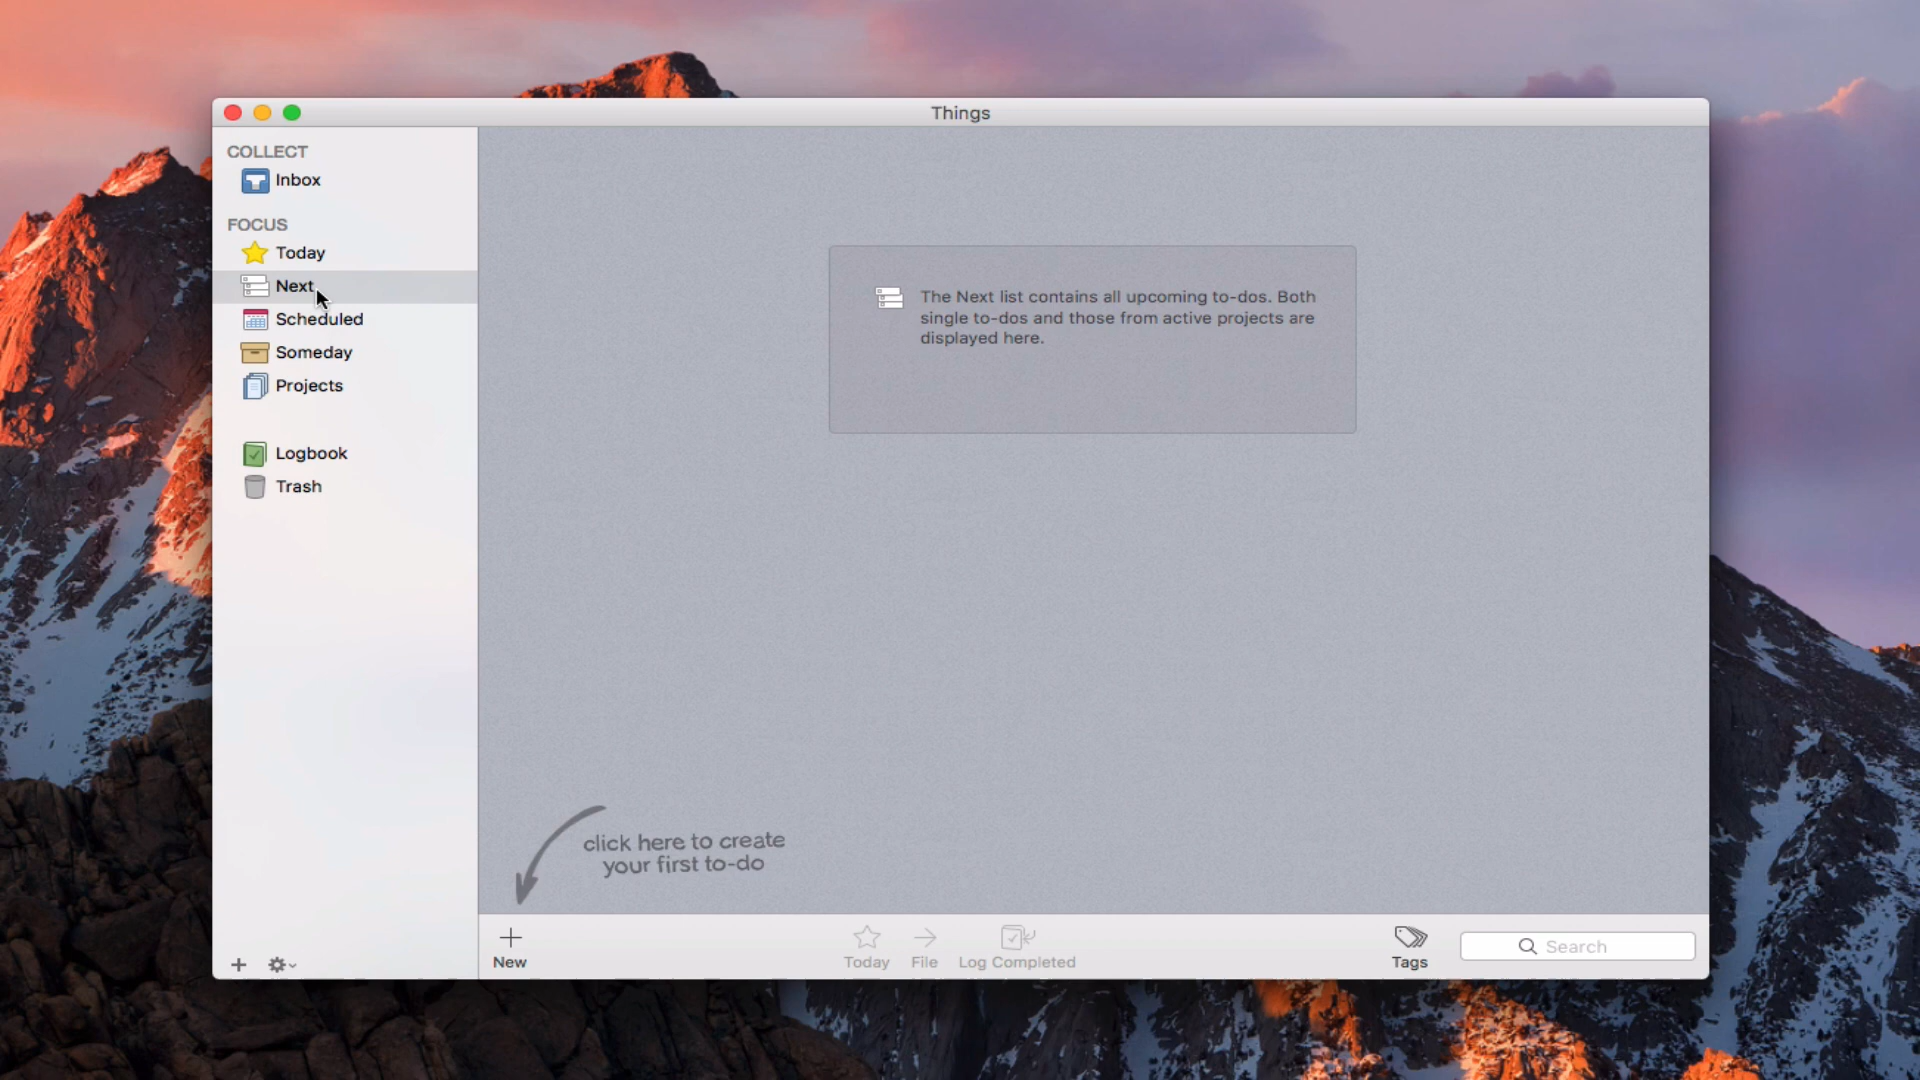 Things
COLLECT
Inbox
FOCUS
Today
Next
Scheduled
Someday
Projects
Logbook
Trash
The Next list contains all upcoming to-dos. Both
single to-dos and those from active projects are
displayed here.
click here to create
your first to-do
New
Today
File
Log Completed
Tags
Search